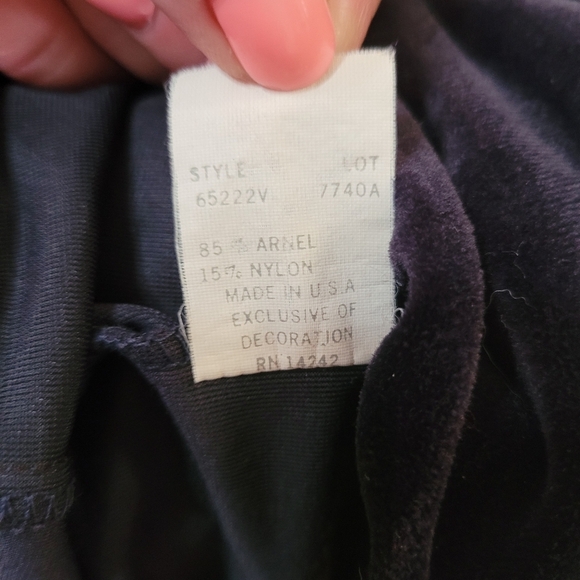 STYLE LOT
65222V 7740A
85 % ARNEL
15% NYLON
MADE IN U.S.A
EXCLUSIVE OF
DECORATION
RN 14242